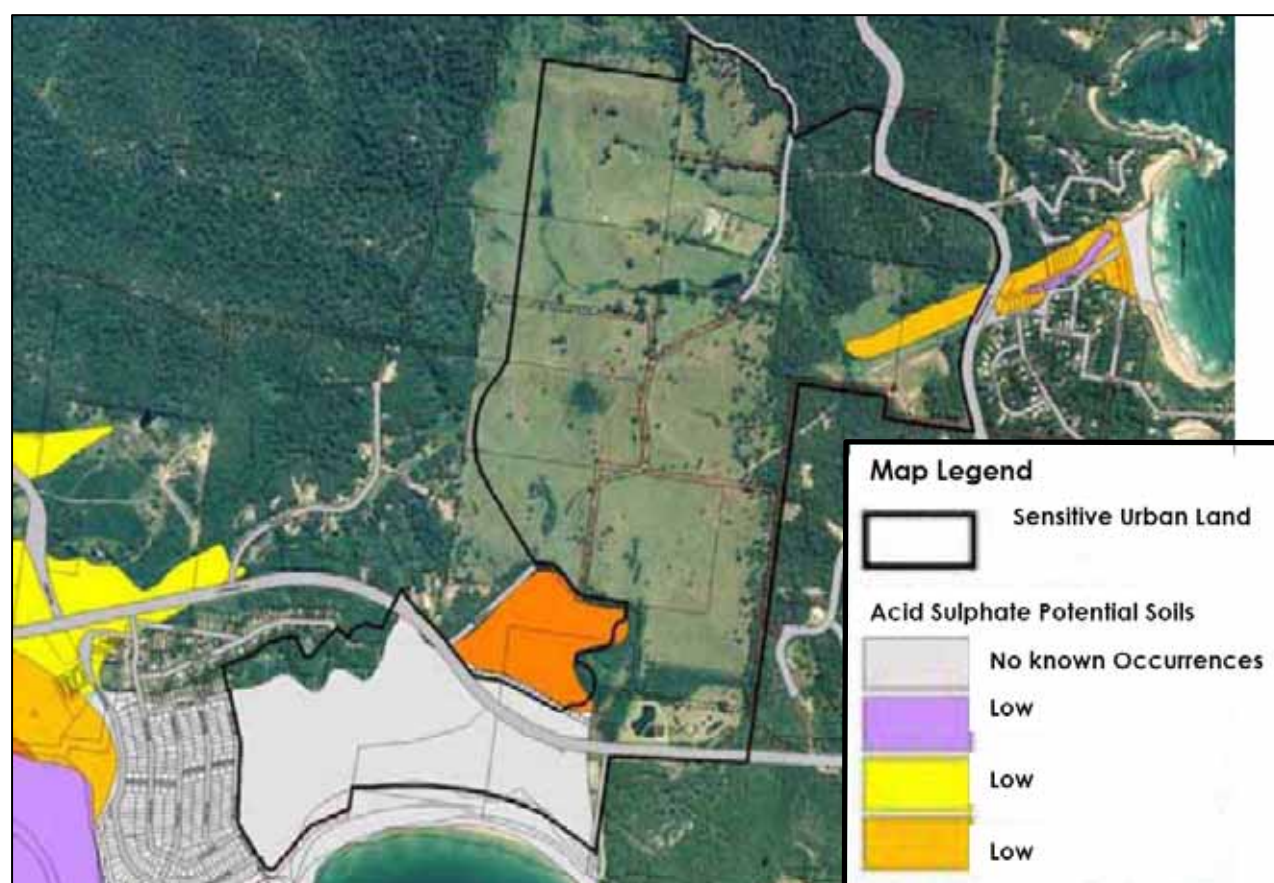 Map Legend
Sensitive Urban Land
Acid Sulphate Potential Soils
No known Occurrences
Low
Low
Low